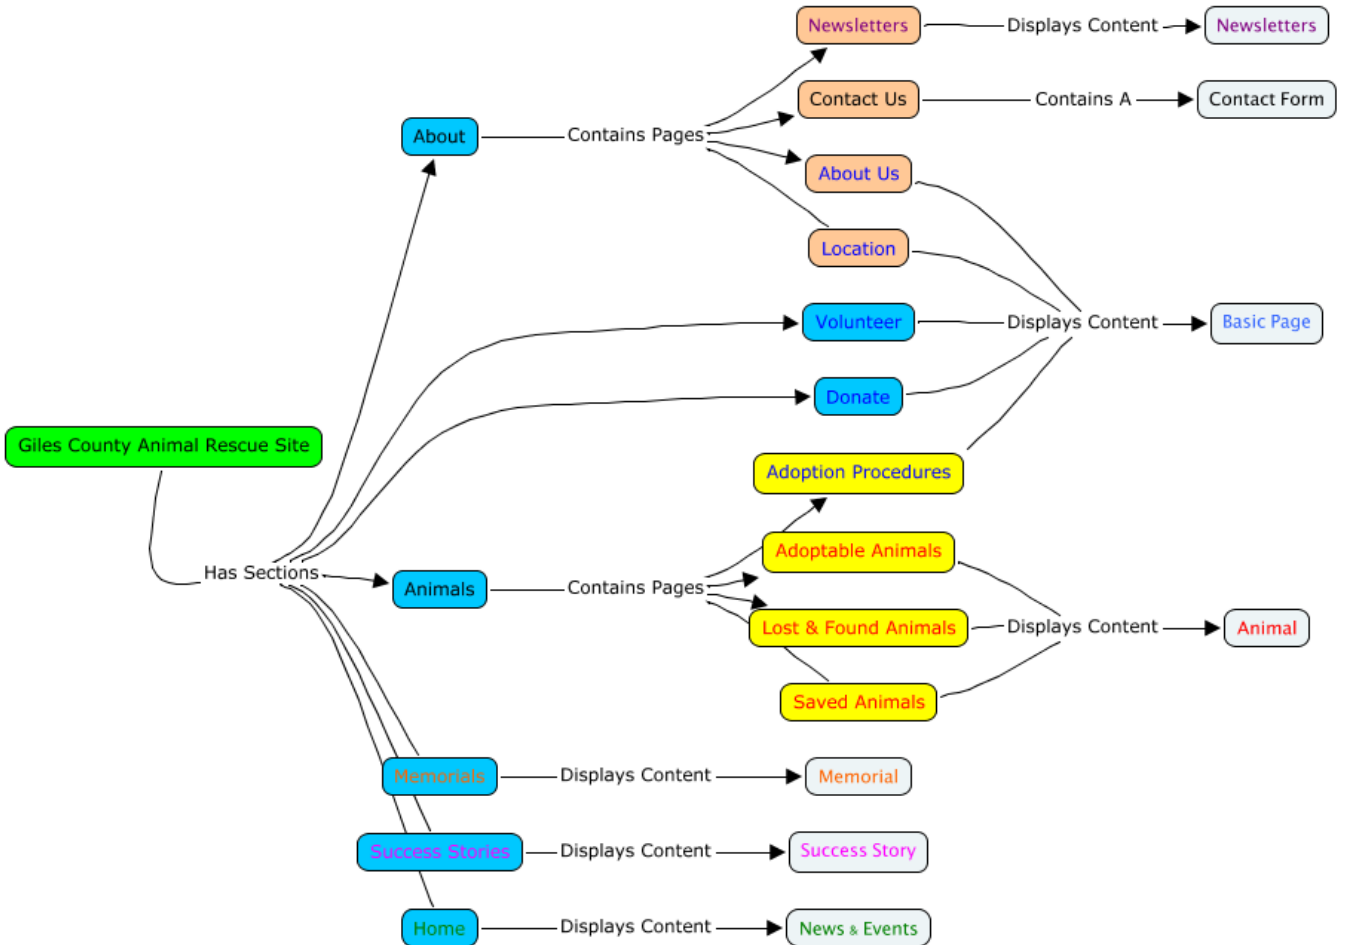 Newsletters Displays Content Newsletters
Contact Us Contains A Contact Form
About Contains Pages
About Us
Location
Volunteer Displays Content Basic Page
Donate
Giles County Animal Rescue Site
Adoption Procedures
Adoptable Animals
Has Sections
Animals Contains Pages
Lost & Found Animals Displays Content Animal
Saved Animals
Memorials Displays Content Memorial
Success Stories Displays Content Success Story
Home Displays Content News & Events